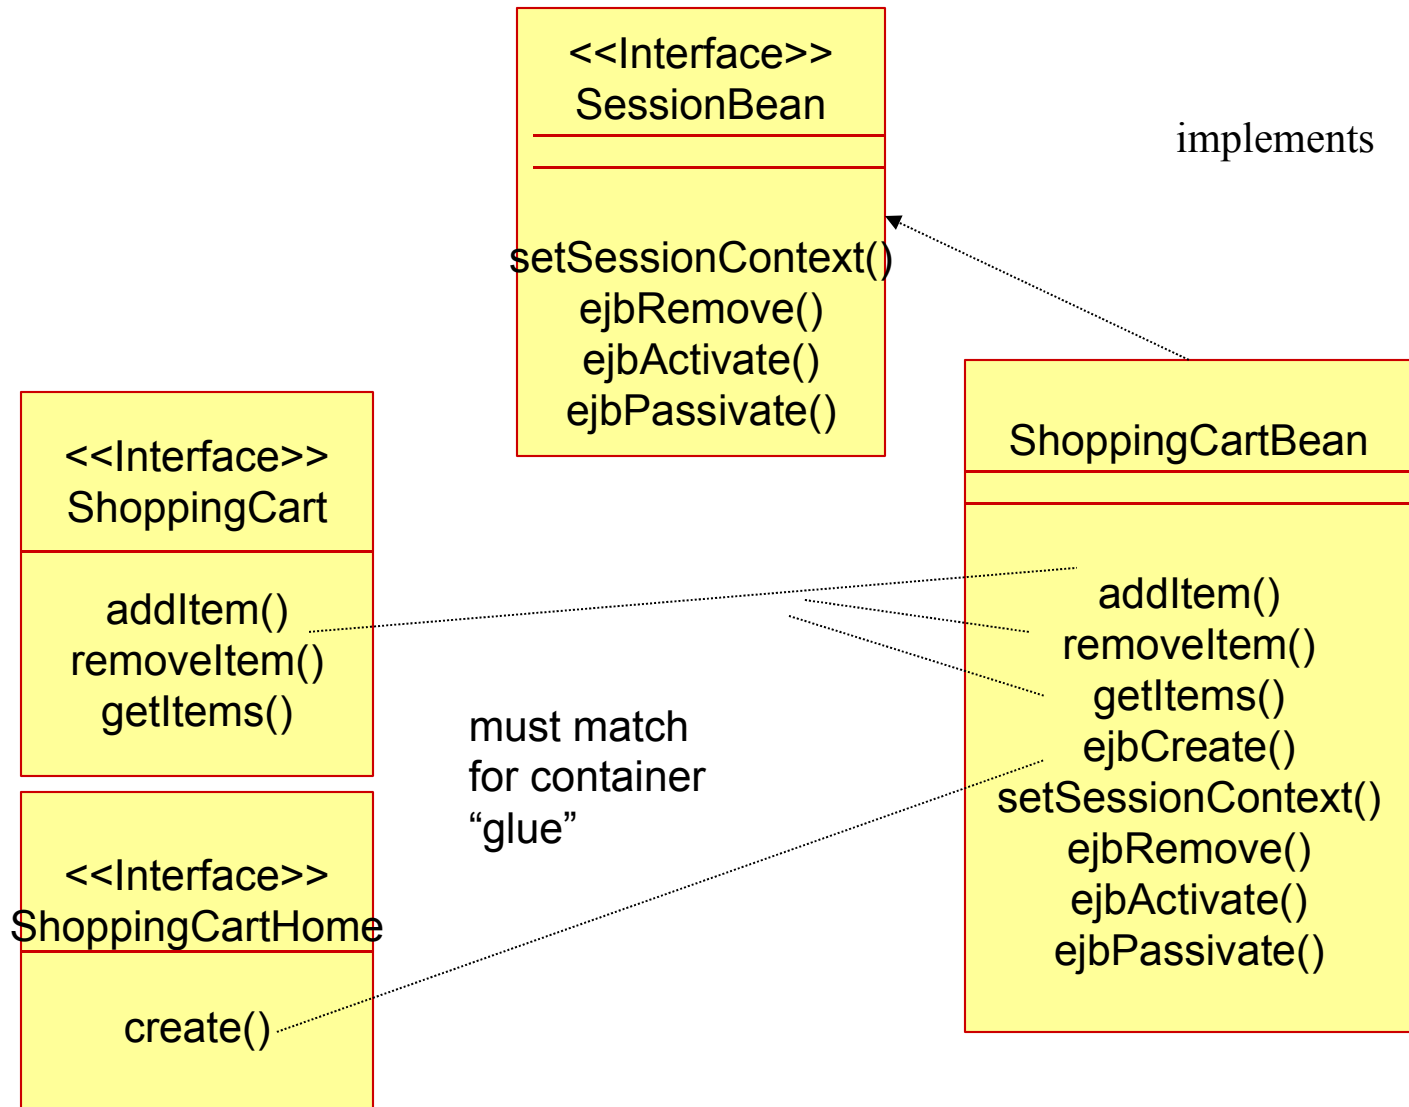 <<Interface>>
SessionBean
setSessionContext()
ejbRemove()
ejbActivate()
ejbPassivate()
implements
<<Interface>>
ShoppingCart
addItem()
removeItem()
getItems()
<<Interface>>
ShoppingCartHome
create()
must match
for container
“glue”
ShoppingCartBean
addItem()
removeItem()
getItems()
ejbCreate()
setSessionContext()
ejbRemove()
ejbActivate()
ejbPassivate()